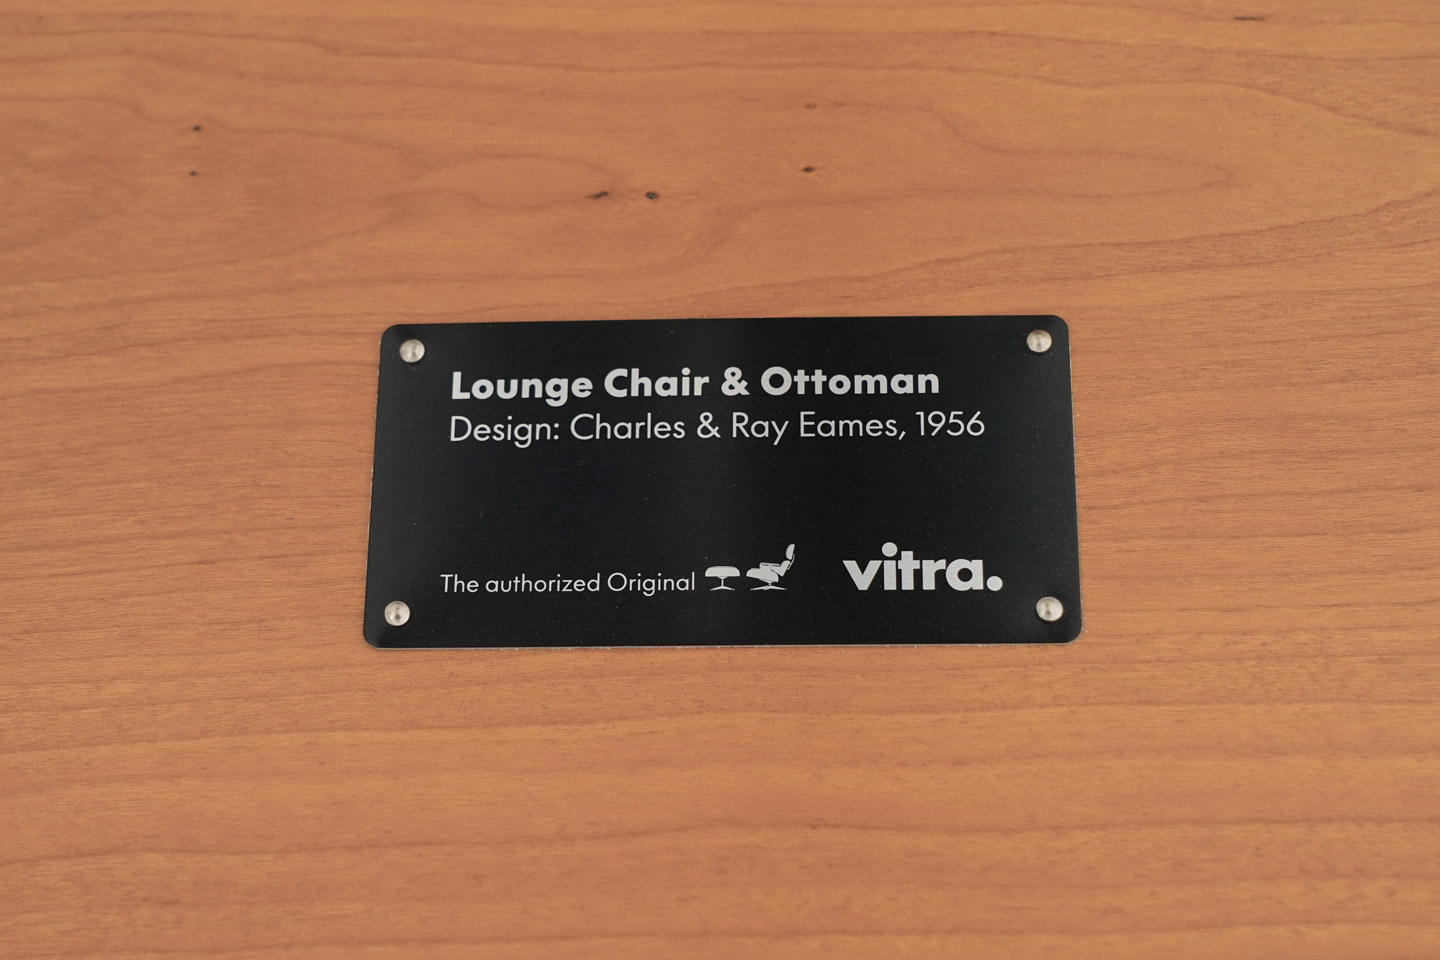 Lounge Chair & Ottoman
Design: Charles & Ray Eames, 1956
The authorized Original
vitra.